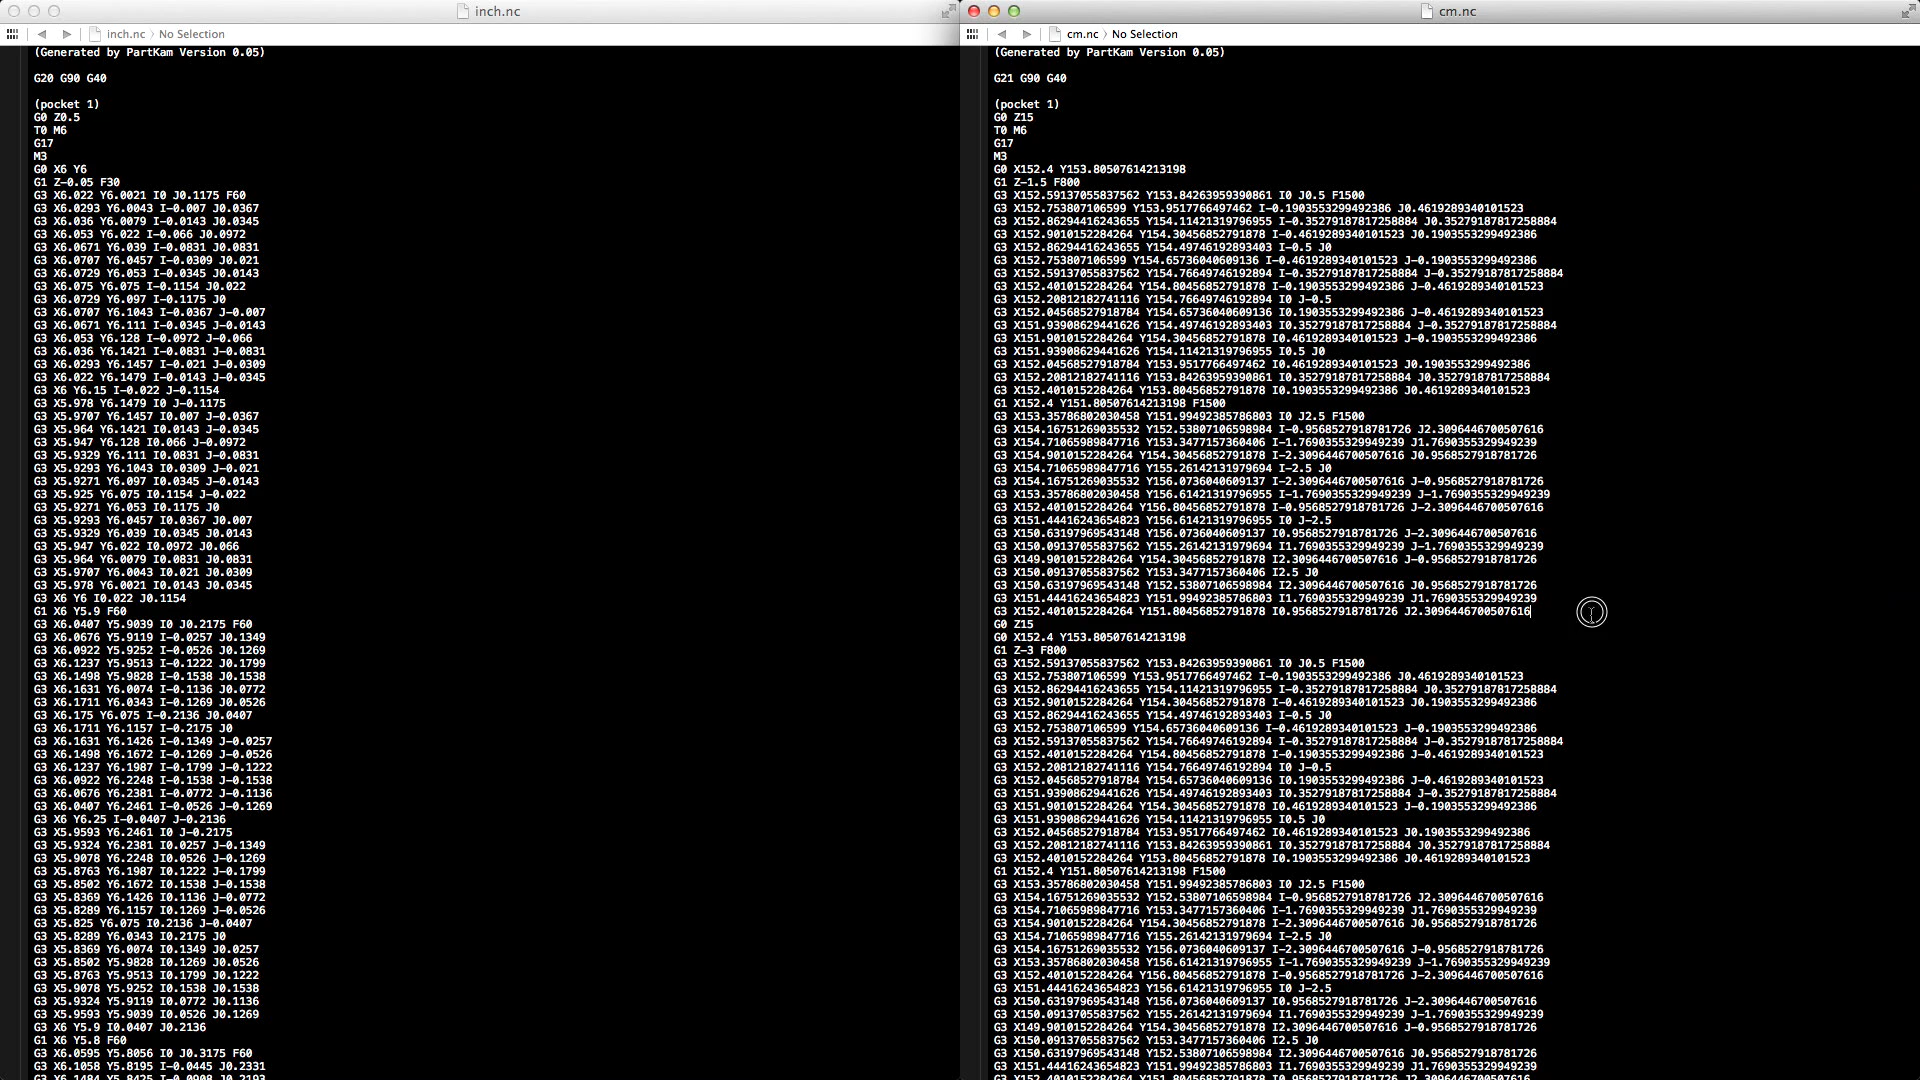 inch.nc
inch.nc › No Selection
(Generated by PartKam Version 0.05)
G20 G90 G40
(pocket 1)
G0 Z0.5
T0 M6
G17
M3
G0 X6 Y6
G1 Z-0.05 F30
G3 X6.022 Y6.0021 I0 J0.1175 F60
G3 X6.0293 Y6.0043 I-0.007 J0.0367
G3 X6.036 Y6.0079 I-0.0143 J0.0345
G3 X6.053 Y6.022 I-0.066 J0.0972
G3 X6.0671 Y6.039 I-0.0831 J0.0831
G3 X6.0707 Y6.0457 I-0.0309 J0.021
G3 X6.0729 Y6.053 I-0.0345 J0.0143
G3 X6.075 Y6.075 I-0.1154 J0.022
G3 X6.0729 Y6.097 I-0.1175 J0
G3 X6.0707 Y6.1043 I-0.0367 J-0.007
G3 X6.0671 Y6.111 I-0.0345 J-0.0143
G3 X6.053 Y6.128 I-0.0972 J-0.066
G3 X6.036 Y6.1421 I-0.0831 J-0.0831
G3 X6.0293 Y6.1457 I-0.021 J-0.0309
G3 X6.022 Y6.1479 I-0.0143 J-0.0345
G3 X6 Y6.15 I-0.022 J-0.1154
G3 X5.978 Y6.1479 I0 J-0.1175
G3 X5.9707 Y6.1457 I0.007 J-0.0367
G3 X5.964 Y6.1421 I0.0143 J-0.0345
G3 X5.947 Y6.128 I0.066 J-0.0972
G3 X5.9329 Y6.111 I0.0831 J-0.0831
G3 X5.9293 Y6.1043 I0.0309 J-0.021
G3 X5.9271 Y6.097 I0.0345 J-0.0143
G3 X5.925 Y6.075 I0.1154 J-0.022
G3 X5.9271 Y6.053 I0.1175 J0
G3 X5.9293 Y6.0457 I0.0367 J0.007
G3 X5.9329 Y6.039 I0.0345 J0.0143
G3 X5.947 Y6.022 I0.0972 J0.066
G3 X5.964 Y6.0079 I0.0831 J0.0831
G3 X5.9707 Y6.0043 I0.021 J0.0309
G3 X5.978 Y6.0021 I0.0143 J0.0345
G3 X6 Y6 I0.022 J0.1154
G1 X6 Y5.9 F60
G3 X6.0407 Y5.9039 I0 J0.2175 F60
G3 X6.0676 Y5.9119 I-0.0257 J0.1349
G3 X6.0922 Y5.9252 I-0.0526 J0.1269
G3 X6.1237 Y5.9513 I-0.1222 J0.1799
G3 X6.1498 Y5.9828 I-0.1538 J0.1538
G3 X6.1631 Y6.0074 I-0.1136 J0.0772
G3 X6.1711 Y6.0343 I-0.1269 J0.0526
G3 X6.175 Y6.075 I-0.2136 J0.0407
G3 X6.1711 Y6.1157 I-0.2175 J0
G3 X6.1631 Y6.1426 I-0.1349 J-0.0257
G3 X6.1498 Y6.1672 I-0.1269 J-0.0526
G3 X6.1237 Y6.1987 I-0.1799 J-0.1222
G3 X6.0922 Y6.2248 I-0.1538 J-0.1538
G3 X6.0676 Y6.2381 I-0.0772 J-0.1136
G3 X6.0407 Y6.2461 I-0.0526 J-0.1269
G3 X6 Y6.25 I-0.0407 J-0.2136
G3 X5.9593 Y6.2461 I0 J-0.2175
G3 X5.9324 Y6.2381 I0.0257 J-0.1349
G3 X5.9078 Y6.2248 I0.0526 J-0.1269
G3 X5.8763 Y6.1987 I0.1222 J-0.1799
G3 X5.8502 Y6.1672 I0.1538 J-0.1538
G3 X5.8369 Y6.1426 I0.1136 J-0.0772
G3 X5.8289 Y6.1157 I0.1269 J-0.0526
G3 X5.825 Y6.075 I0.2136 J-0.0407
G3 X5.8289 Y6.0343 I0.2175 J0
G3 X5.8369 Y6.0074 I0.1349 J0.0257
G3 X5.8502 Y5.9828 I0.1269 J0.0526
G3 X5.8763 Y5.9513 I0.1799 J0.1222
G3 X5.9078 Y5.9252 I0.1538 J0.1538
G3 X5.9324 Y5.9119 I0.0772 J0.1136
G3 X5.9593 Y5.9039 I0.0526 J0.1269
G3 X6 Y5.9 I0.0407 J0.2136
G1 X6 Y5.8 F60
G3 X6.0595 Y5.8056 I0 J0.3175 F60
G3 X6.1058 Y5.8195 I-0.0445 J0.2331
G3 X6.1484 Y5.8425 I-0.0908 J0.2193
cm.nc
cm.nc › No Selection
(Generated by PartKam Version 0.05)
G21 G90 G40
(pocket 1)
G0 Z15
T0 M6
G17
M3
G0 X152.4 Y153.80507614213198
G1 Z-1.5 F800
G3 X152.59137055837562 Y153.84263959390861 I0 J0.5 F1500
G3 X152.753807106599 Y153.9517766497462 I-0.1903553299492386 J0.4619289340101523
G3 X152.86294416243655 Y154.11421319796955 I-0.35279187817258884 J0.35279187817258884
G3 X152.9010152284264 Y154.30456852791878 I-0.4619289340101523 J0.1903553299492386
G3 X152.86294416243655 Y154.49746192893403 I-0.5 J0
G3 X152.753807106599 Y154.65736040609136 I-0.4619289340101523 J-0.1903553299492386
G3 X152.59137055837562 Y154.76649746192894 I-0.35279187817258884 J-0.35279187817258884
G3 X152.4010152284264 Y154.80456852791878 I-0.1903553299492386 J-0.4619289340101523
G3 X152.20812182741116 Y154.76649746192894 I0 J-0.5
G3 X152.04568527918784 Y154.65736040609136 I0.1903553299492386 J-0.4619289340101523
G3 X151.93908629441626 Y154.49746192893403 I0.35279187817258884 J-0.35279187817258884
G3 X151.9010152284264 Y154.30456852791878 I0.4619289340101523 J-0.1903553299492386
G3 X151.93908629441626 Y154.11421319796955 I0.5 J0
G3 X152.04568527918784 Y153.9517766497462 I0.4619289340101523 J0.1903553299492386
G3 X152.20812182741116 Y153.84263959390861 I0.35279187817258884 J0.35279187817258884
G3 X152.4010152284264 Y153.80456852791878 I0.1903553299492386 J0.4619289340101523
G1 X152.4 Y151.80507614213198 F1500
G3 X153.35786802030458 Y151.99492385786803 I0 J2.5 F1500
G3 X154.16751269035532 Y152.53807106598984 I-0.9568527918781726 J2.3096446700507616
G3 X154.71065989847716 Y153.3477157360406 I-1.7690355329949239 J1.7690355329949239
G3 X154.9010152284264 Y154.30456852791878 I-2.3096446700507616 J0.9568527918781726
G3 X154.71065989847716 Y155.26142131979694 I-2.5 J0
G3 X154.16751269035532 Y156.0736040609137 I-2.3096446700507616 J-0.9568527918781726
G3 X153.35786802030458 Y156.61421319796955 I-1.7690355329949239 J-1.7690355329949239
G3 X152.4010152284264 Y156.80456852791878 I-0.9568527918781726 J-2.3096446700507616
G3 X151.44416243654823 Y156.61421319796955 I0 J-2.5
G3 X150.63197969543148 Y156.0736040609137 I0.9568527918781726 J-2.3096446700507616
G3 X150.09137055837562 Y155.26142131979694 I1.7690355329949239 J-1.7690355329949239
G3 X149.9010152284264 Y154.30456852791878 I2.3096446700507616 J-0.9568527918781726
G3 X150.09137055837562 Y153.3477157360406 I2.5 J0
G3 X150.63197969543148 Y152.53807106598984 I2.3096446700507616 J0.9568527918781726
G3 X151.44416243654823 Y151.99492385786803 I1.7690355329949239 J1.7690355329949239
G3 X152.4010152284264 Y151.80456852791878 I0.9568527918781726 J2.3096446700507616
G0 Z15
G0 X152.4 Y153.80507614213198
G1 Z-3 F800
G3 X152.59137055837562 Y153.84263959390861 I0 J0.5 F1500
G3 X152.753807106599 Y153.9517766497462 I-0.1903553299492386 J0.4619289340101523
G3 X152.86294416243655 Y154.11421319796955 I-0.35279187817258884 J0.35279187817258884
G3 X152.9010152284264 Y154.30456852791878 I-0.4619289340101523 J0.1903553299492386
G3 X152.86294416243655 Y154.49746192893403 I-0.5 J0
G3 X152.753807106599 Y154.65736040609136 I-0.4619289340101523 J-0.1903553299492386
G3 X152.59137055837562 Y154.76649746192894 I-0.35279187817258884 J-0.35279187817258884
G3 X152.4010152284264 Y154.80456852791878 I-0.1903553299492386 J-0.4619289340101523
G3 X152.20812182741116 Y154.76649746192894 I0 J-0.5
G3 X152.04568527918784 Y154.65736040609136 I0.1903553299492386 J-0.4619289340101523
G3 X151.93908629441626 Y154.49746192893403 I0.35279187817258884 J-0.35279187817258884
G3 X151.9010152284264 Y154.30456852791878 I0.4619289340101523 J-0.1903553299492386
G3 X151.93908629441626 Y154.11421319796955 I0.5 J0
G3 X152.04568527918784 Y153.9517766497462 I0.4619289340101523 J0.1903553299492386
G3 X152.20812182741116 Y153.84263959390861 I0.35279187817258884 J0.35279187817258884
G3 X152.4010152284264 Y153.80456852791878 I0.1903553299492386 J0.4619289340101523
G1 X152.4 Y151.80507614213198 F1500
G3 X153.35786802030458 Y151.99492385786803 I0 J2.5 F1500
G3 X154.16751269035532 Y152.53807106598984 I-0.9568527918781726 J2.3096446700507616
G3 X154.71065989847716 Y153.3477157360406 I-1.7690355329949239 J1.7690355329949239
G3 X154.9010152284264 Y154.30456852791878 I-2.3096446700507616 J0.9568527918781726
G3 X154.71065989847716 Y155.26142131979694 I-2.5 J0
G3 X154.16751269035532 Y156.0736040609137 I-2.3096446700507616 J-0.9568527918781726
G3 X153.35786802030458 Y156.61421319796955 I-1.7690355329949239 J-1.7690355329949239
G3 X152.4010152284264 Y156.80456852791878 I-0.9568527918781726 J-2.3096446700507616
G3 X151.44416243654823 Y156.61421319796955 I0 J-2.5
G3 X150.63197969543148 Y156.0736040609137 I0.9568527918781726 J-2.3096446700507616
G3 X150.09137055837562 Y155.26142131979694 I1.7690355329949239 J-1.7690355329949239
G3 X149.9010152284264 Y154.30456852791878 I2.3096446700507616 J-0.9568527918781726
G3 X150.09137055837562 Y153.3477157360406 I2.5 J0
G3 X150.63197969543148 Y152.53807106598984 I2.3096446700507616 J0.9568527918781726
G3 X151.44416243654823 Y151.99492385786803 I1.7690355329949239 J1.7690355329949239
G3 X152.4010152284264 Y151.80456852791878 I0.9568527918781726 J2.3096446700507616